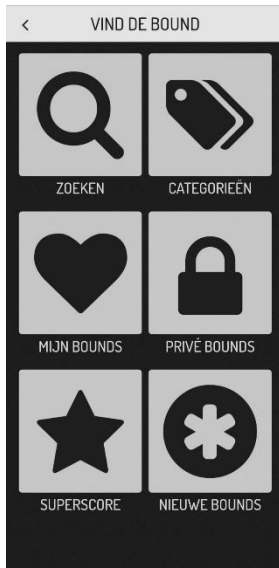 VIND DE BOUND
ZOEKEN
CATEGORIEËN
MIJN BOUNDS
PRIVÉ BOUNDS
SUPERSCORE
NIEUWE BOUNDS